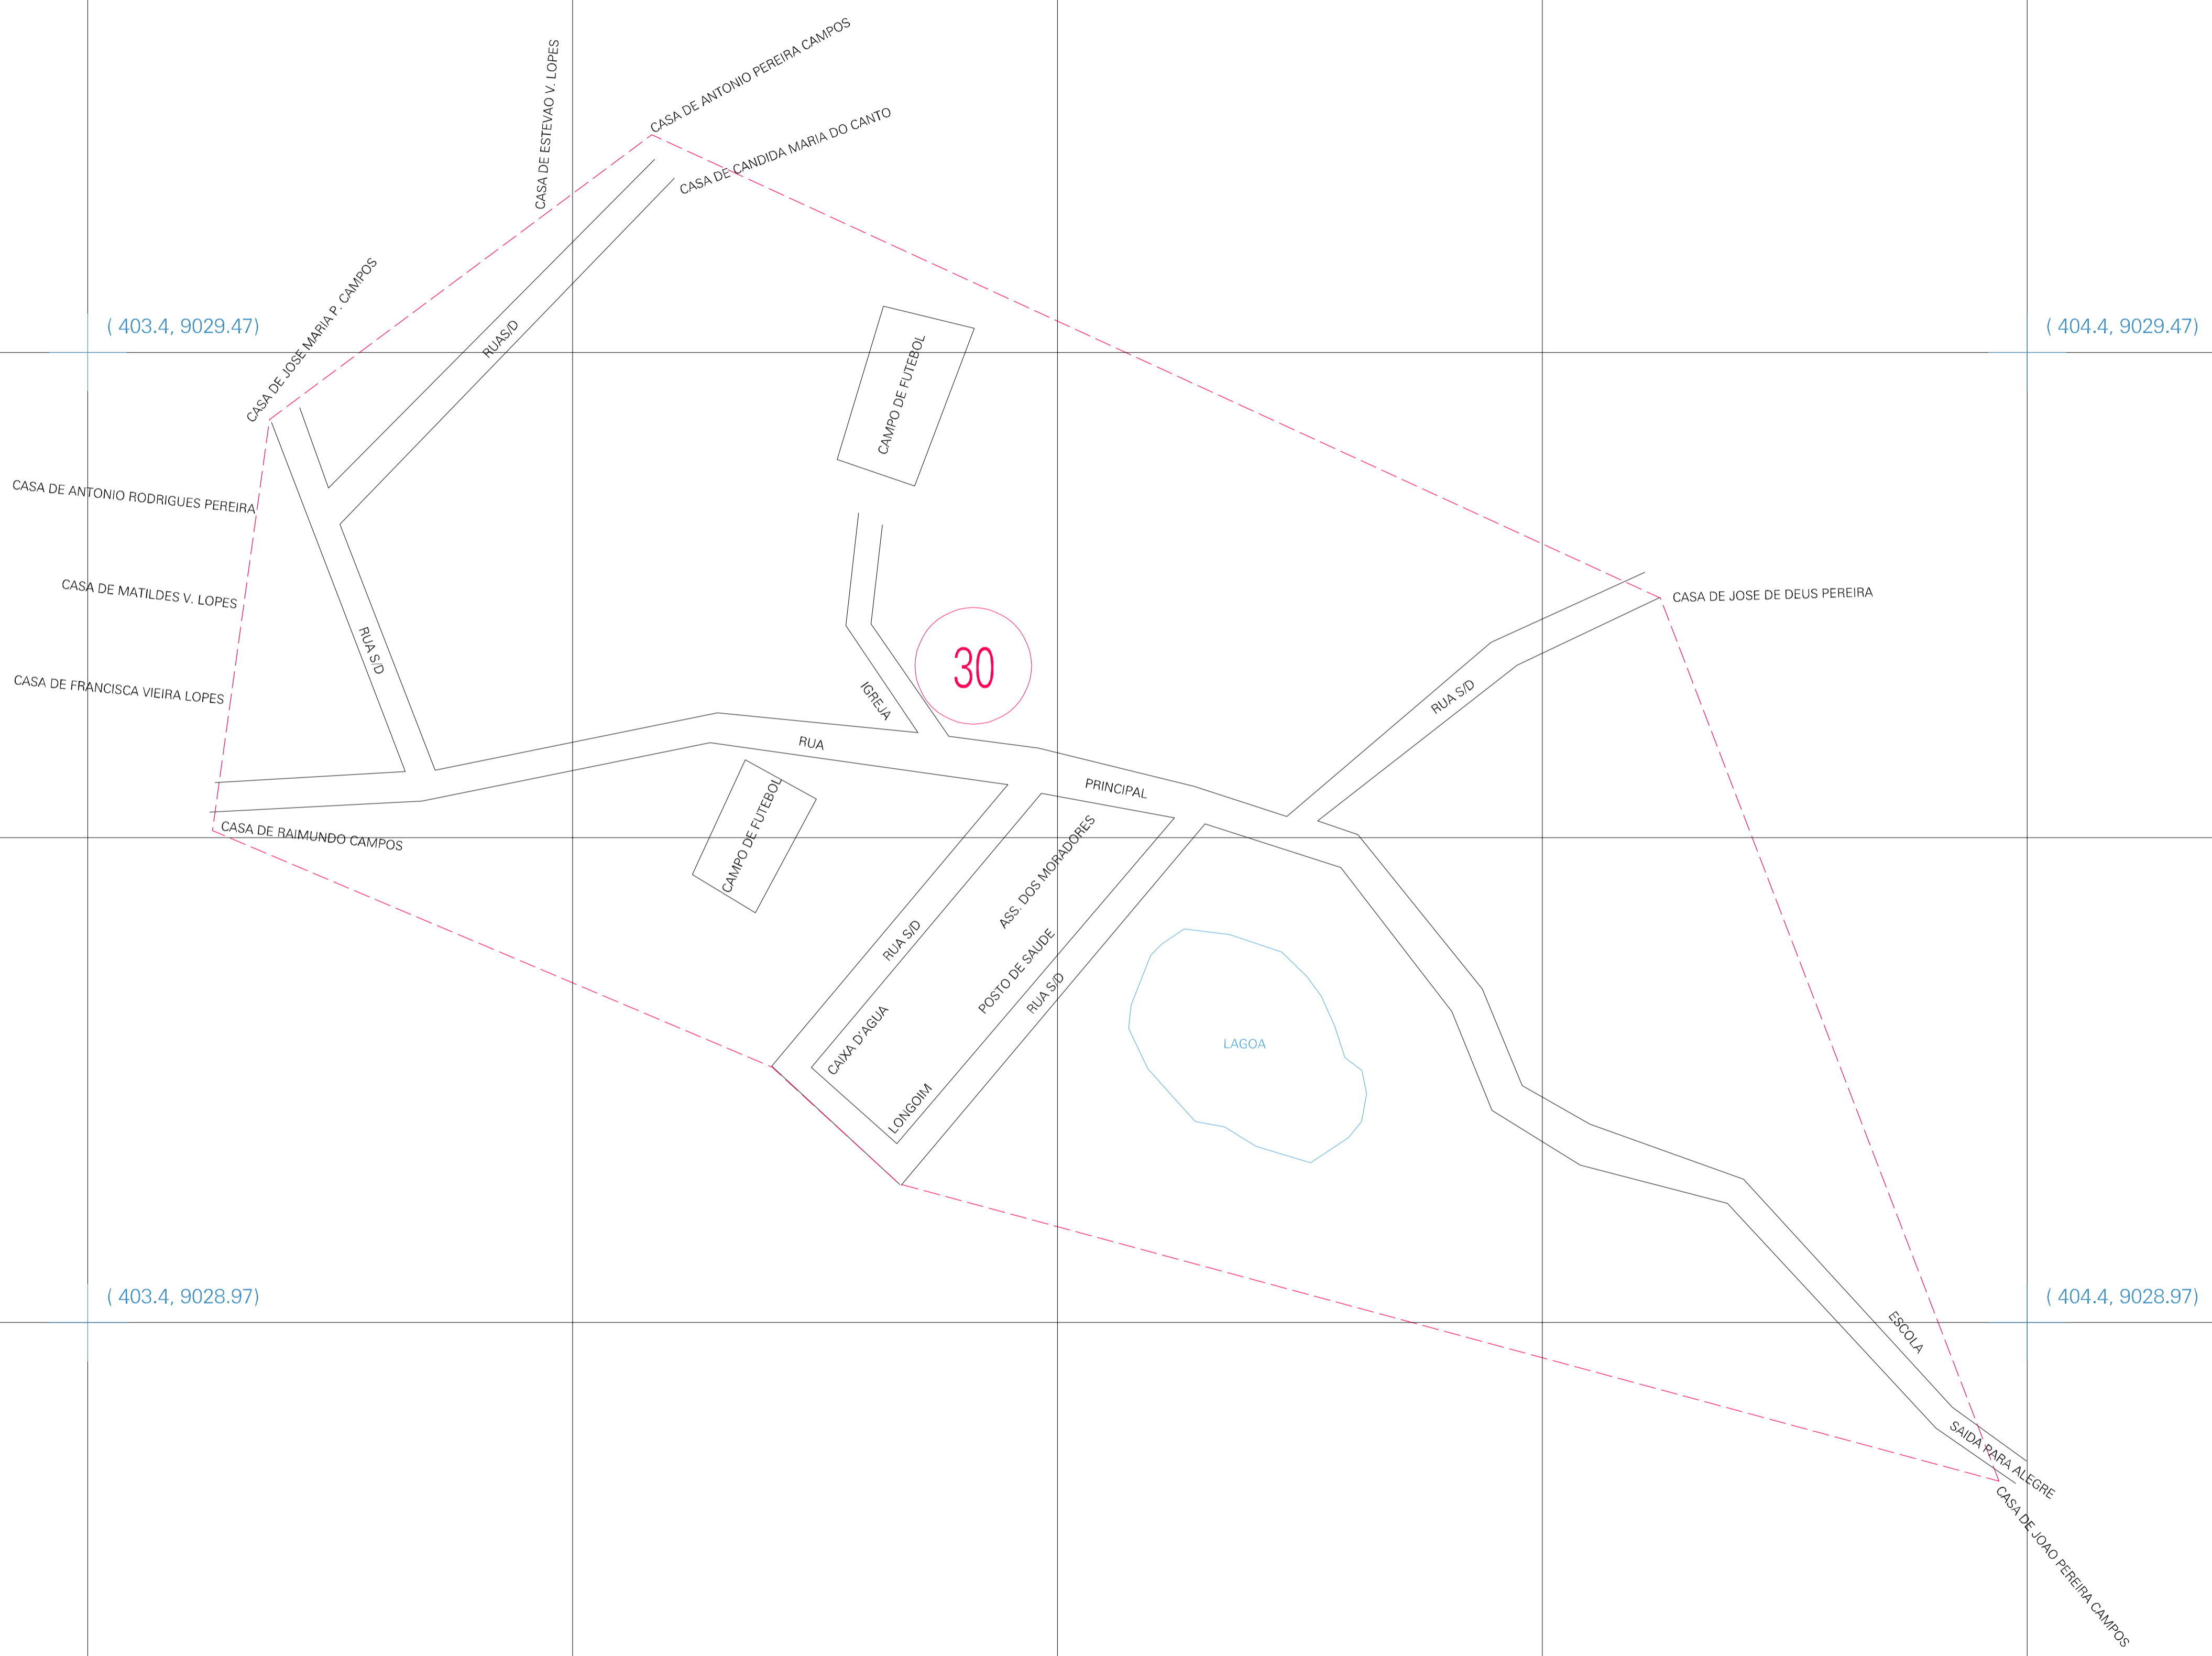 CASA DE ANTONIO PEREIRA CAMPOS
CASA DE ESTEVAO V. LOPES
CASA DE CANDIDA MARIA DO CANTO
CASA DE JOSE MARIA P. CAMPOS
( 403.4, 9029.47)
( 404.4, 9029.47)
RUAS/D
CAMPO DE FUTEBOL
CASA DE ANTONIO RODRIGUES PEREIRA
CASA DE MATILDES V. LOPES
CASA DE JOSE DE DEUS PEREIRA
RUA S/D
30
CASA DE FRANCISCA VIEIRA LOPES
IGREJA
RUA S/D
RUA
PRINCIPAL
CASA DE RAIMUNDO CAMPOS
CAMPO DE FUTEBOL
ASS. DOS MORADORES
RUA S/D
POSTO DE SAUDE
RUA S/D
CAIXA D'AGUA
LAGOA
LONGOIM
( 403.4, 9028.97)
( 404.4, 9028.97)
ESCOLA
SAIDA PARA ALEGRE
CASA DE JOAO PEREIRA CAMPOS